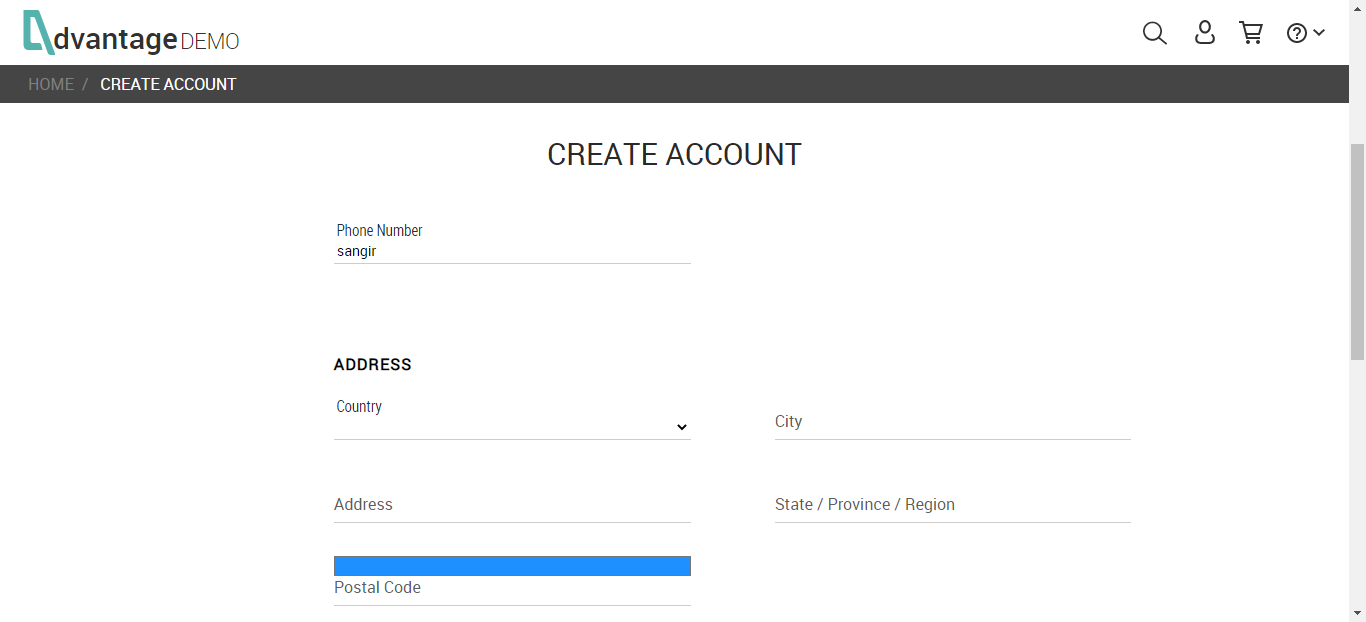 dvantage DEMO
HOME / CREATE ACCOUNT
CREATE ACCOUNT
Phone Number
sangir
ADDRESS
Country
City
Address
State / Province / Region
Postal Code